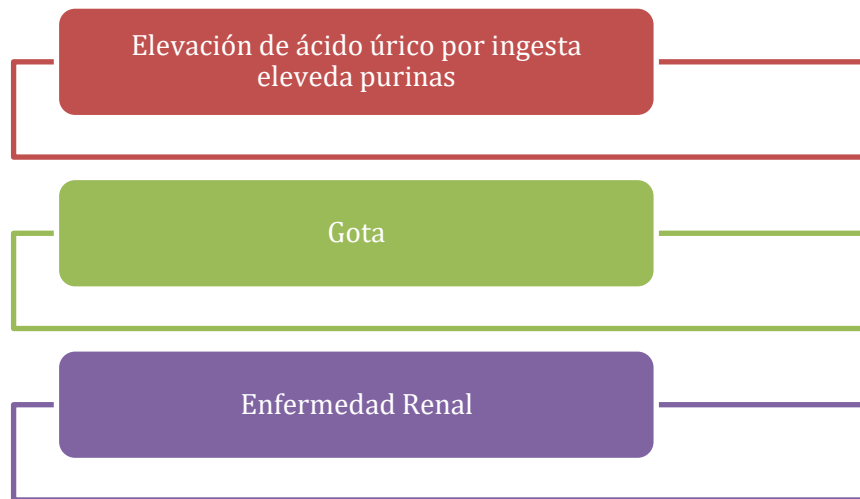 Elevación de ácido úrico por ingesta
eleveda purinas
Gota
Enfermedad Renal